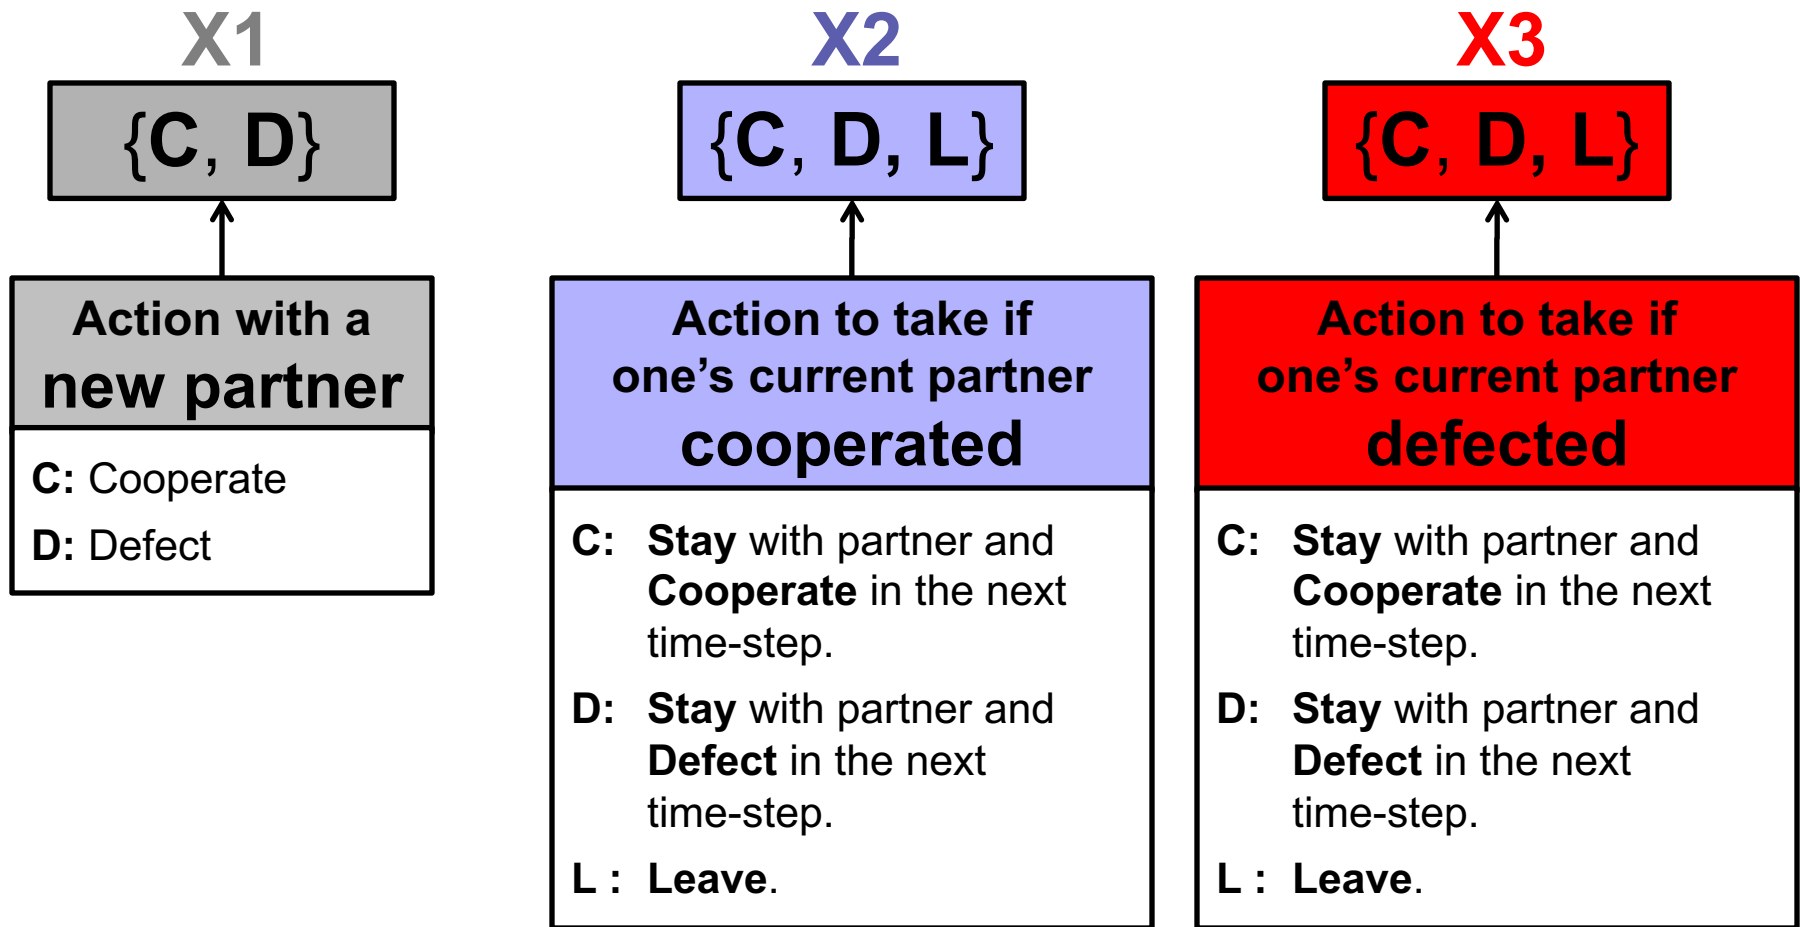 X1
{C, D}
Action with a
new partner
C: Cooperate
D: Defect
X2
{C, D, L}
Action to take if
one’s current partner
cooperated
C: Stay with partner and
Cooperate in the next
time-step.
D: Stay with partner and
Defect in the next
time-step.
L : Leave.
X3
{C, D, L}
Action to take if
one’s current partner
defected
C: Stay with partner and
Cooperate in the next
time-step.
D: Stay with partner and
Defect in the next
time-step.
L : Leave.